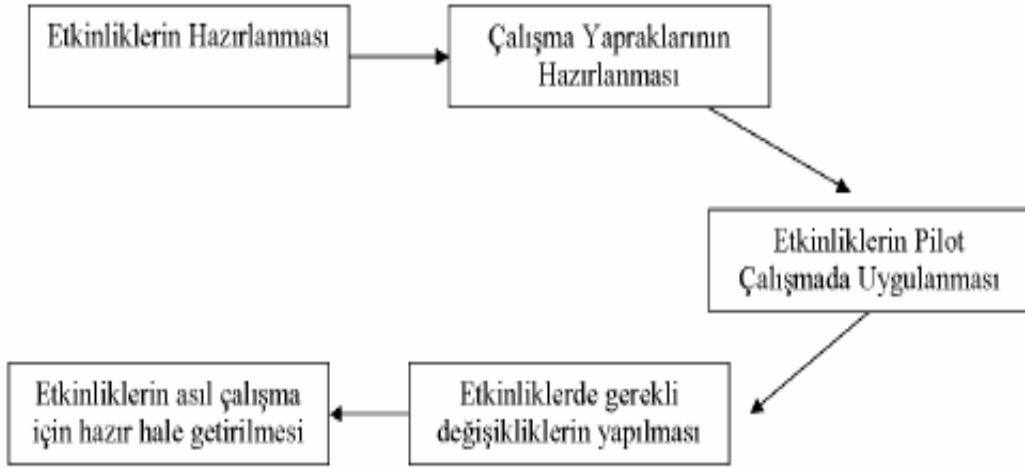 Etkinliklerin Hazırlanması
Çalışma Yapraklarının
Hazırlanması
Etkinliklerin Pilot
Çalışmada Uygulanması
Etkinliklerde gerekli
değişikliklerin yapılması
Etkinliklerin asıl çalışma
için hazır hale getirilmesi